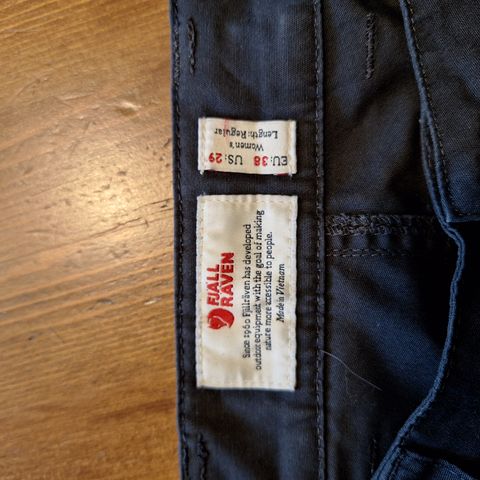 EU:38 US:29
Women's
Length:Regular
FJÄLL
RÄVEN
Since 1960 Fjällräven has developed
outdoor equipment with the goal of making
nature more accessible to people.
Made in Vietnam